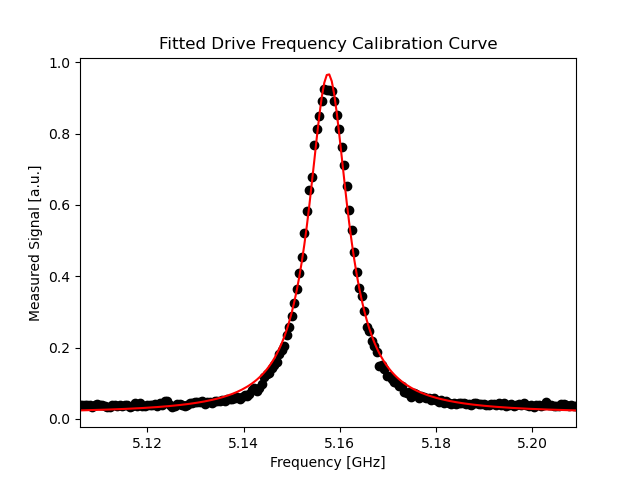 Fitted Drive Frequency Calibration Curve
Measured Signal [a.u.]
1.0
0.8
0.6
0.4
0.2
0.0
5.12 5.14 5.16 5.18 5.20
Frequency [GHz]